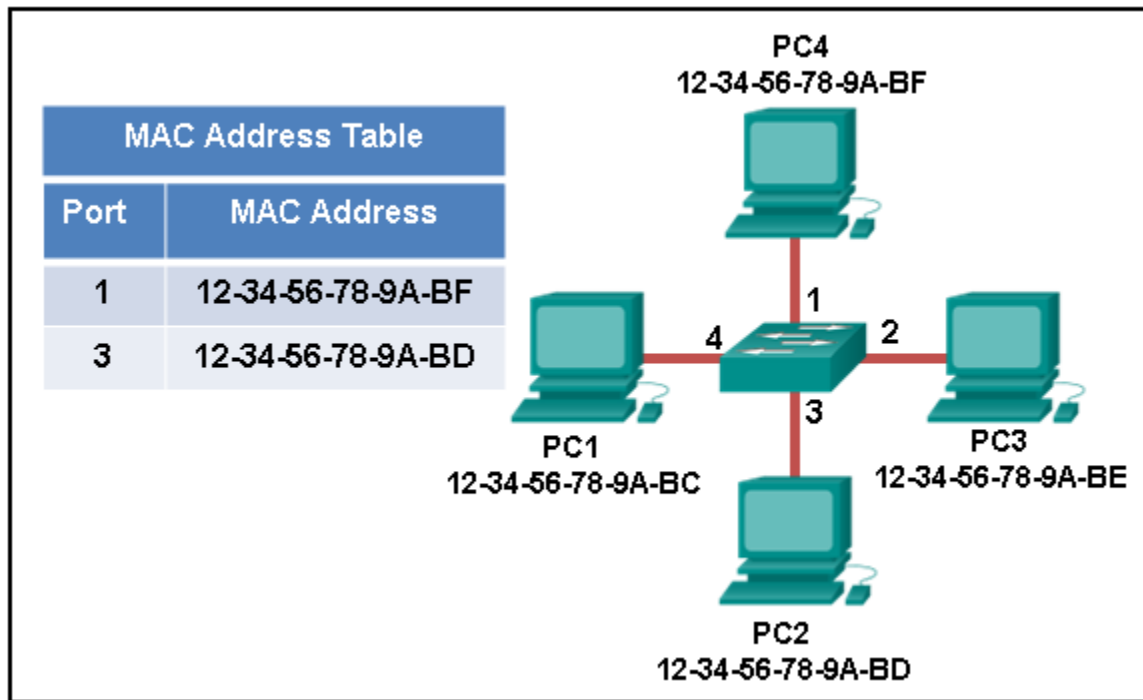 MAC Address Table
Port MAC Address
1 12-34-56-78-9A-BF
3 12-34-56-78-9A-BD
PC4
12-34-56-78-9A-BF
1
4
2
3
PC1
12-34-56-78-9A-BC
PC3
12-34-56-78-9A-BE
PC2
12-34-56-78-9A-BD